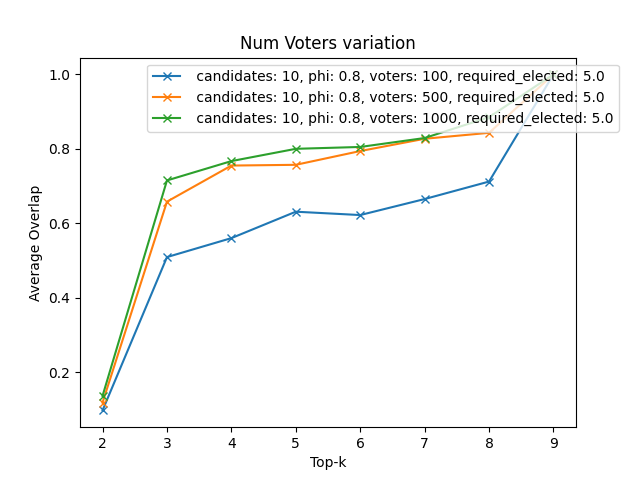 Num Voters variation
candidates: 10, phi: 0.8, voters: 100, required_elected: 5.0
candidates: 10, phi: 0.8, voters: 500, required_elected: 5.0
candidates: 10, phi: 0.8, voters: 1000, required_elected: 5.0
1.0
0.8
0.6
0.4
0.2
Average Overlap
2 3 4 5 6 7 8 9
Top-k